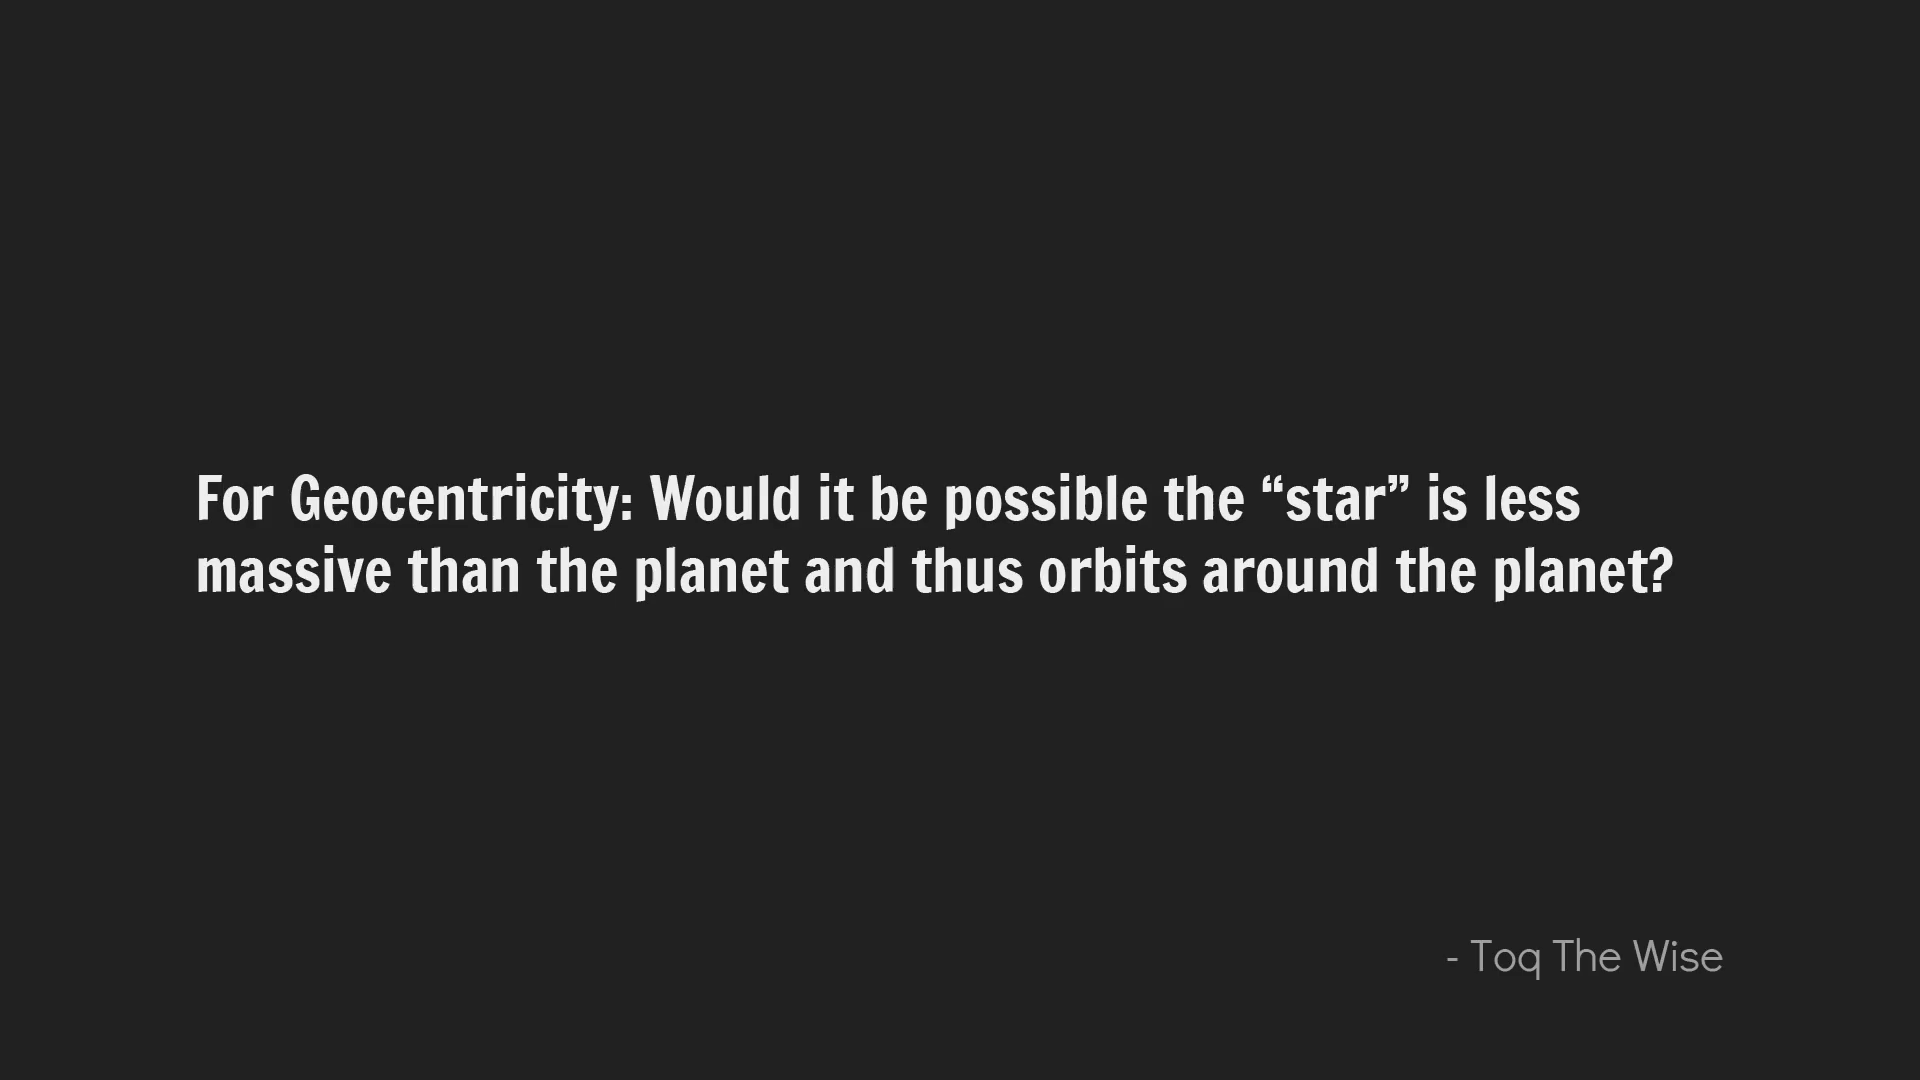 For Geocentricity: Would it be possible the “star” is less
massive than the planet and thus orbits around the planet?
- Toq The Wise